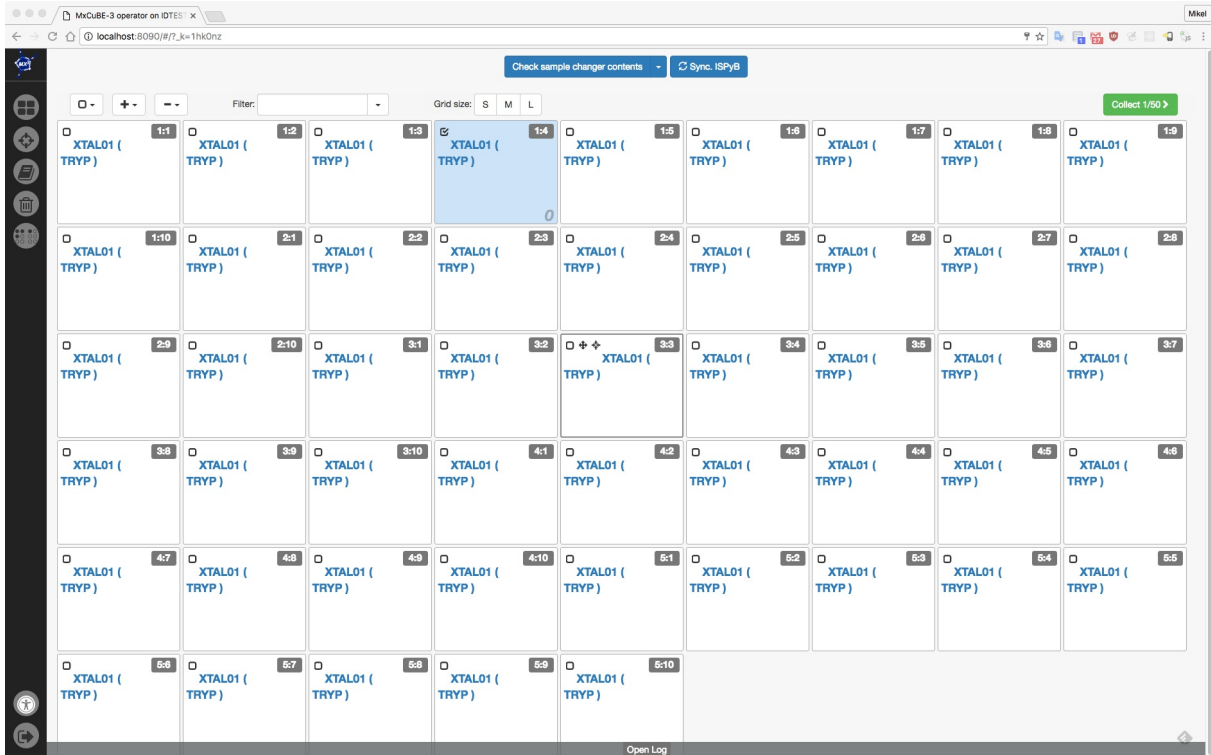 MxCuBE-3 operator on IDTEST
Mikel
localhost:8090/#/?_k=1hk0nz
Check sample changer contents
Sync. ISPyB
Filter:
Grid size: S M L
Collect 1/50
1:1 1:2 1:3 1:4 1:5 1:6 1:7 1:8 1:9
XTAL01 ( XTAL01 ( XTAL01 ( XTAL01 ( XTAL01 ( XTAL01 ( XTAL01 ( XTAL01 ( XTAL01 (
TRYP ) TRYP ) TRYP ) TRYP ) TRYP ) TRYP ) TRYP ) TRYP ) TRYP )
0
1:10 2:1 2:2 2:3 2:4 2:5 2:6 2:7 2:8
XTAL01 ( XTAL01 ( XTAL01 ( XTAL01 ( XTAL01 ( XTAL01 ( XTAL01 ( XTAL01 ( XTAL01 (
TRYP ) TRYP ) TRYP ) TRYP ) TRYP ) TRYP ) TRYP ) TRYP ) TRYP )
2:9 2:10 3:1 3:2 3:3 3:4 3:5 3:6 3:7
XTAL01 ( XTAL01 ( XTAL01 ( XTAL01 ( XTAL01 ( XTAL01 ( XTAL01 ( XTAL01 ( XTAL01 (
TRYP ) TRYP ) TRYP ) TRYP ) TRYP ) TRYP ) TRYP ) TRYP ) TRYP )
3:8 3:9 3:10 4:1 4:2 4:3 4:4 4:5 4:6
XTAL01 ( XTAL01 ( XTAL01 ( XTAL01 ( XTAL01 ( XTAL01 ( XTAL01 ( XTAL01 ( XTAL01 (
TRYP ) TRYP ) TRYP ) TRYP ) TRYP ) TRYP ) TRYP ) TRYP ) TRYP )
4:7 4:8 4:9 4:10 5:1 5:2 5:3 5:4 5:5
XTAL01 ( XTAL01 ( XTAL01 ( XTAL01 ( XTAL01 ( XTAL01 ( XTAL01 ( XTAL01 ( XTAL01 (
TRYP ) TRYP ) TRYP ) TRYP ) TRYP ) TRYP ) TRYP ) TRYP ) TRYP )
5:6 5:7 5:8 5:9 5:10
XTAL01 ( XTAL01 ( XTAL01 ( XTAL01 ( XTAL01 (
TRYP ) TRYP ) TRYP ) TRYP ) TRYP )
Open Log